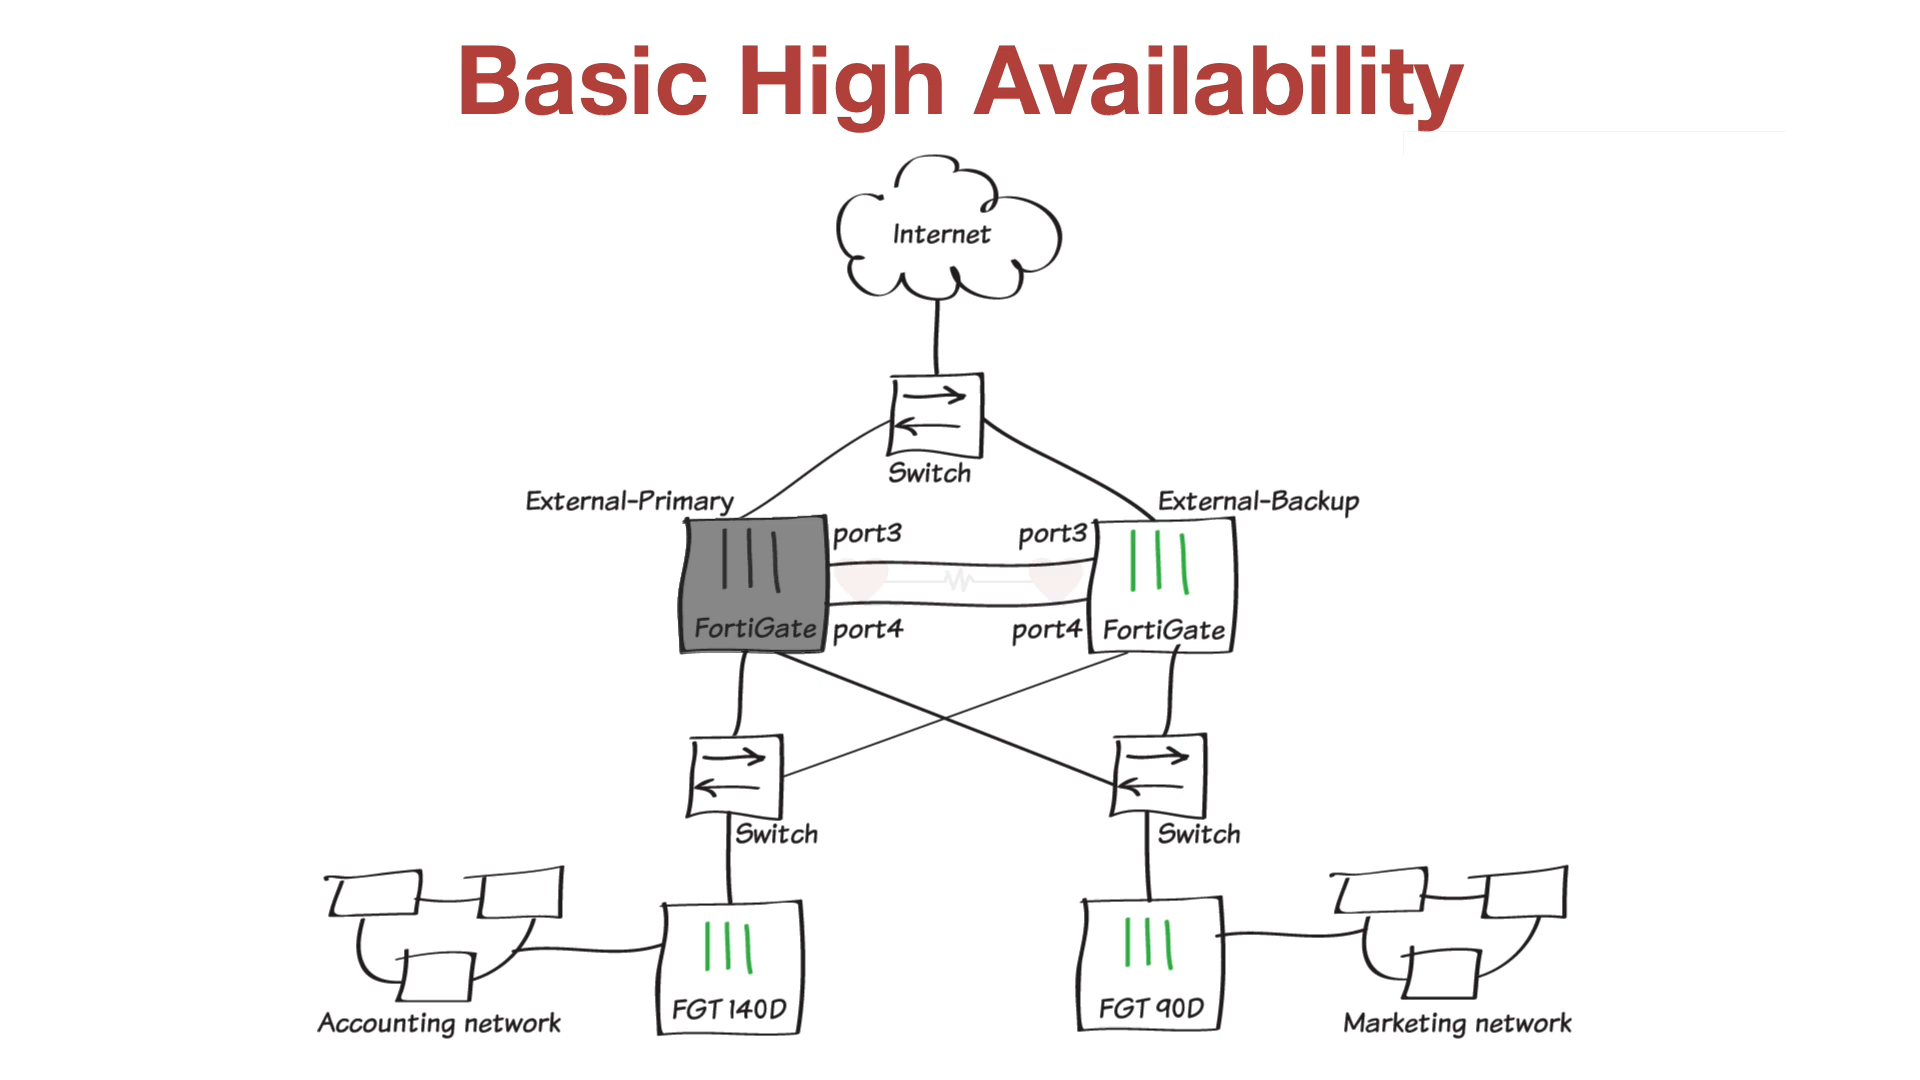 Basic High Availability
Internet
Switch
External-Primary
External-Backup
port3
port3
FortiGate
port4
port4
FortiGate
Switch
Switch
FGT 140D
FGT 90D
Accounting network
Marketing network